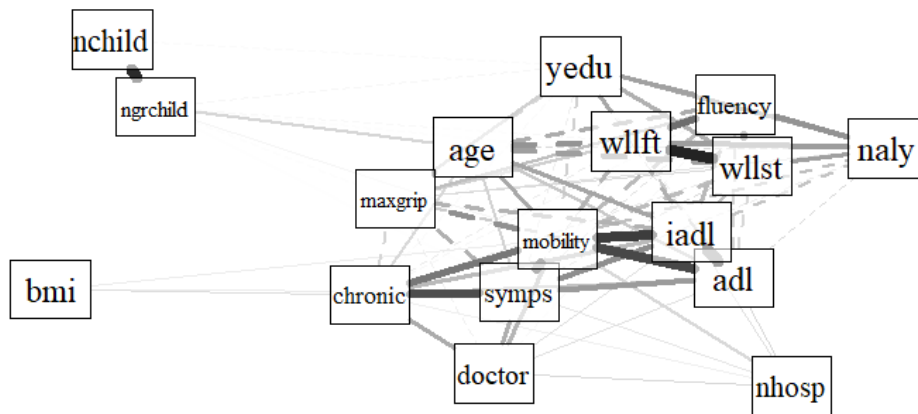 nchild
yedu
ngrchild
fluency
age
wllft
naly
wllst
maxgrip
mobility
iadl
bmi
chronic
symps
adl
doctor
nhosp